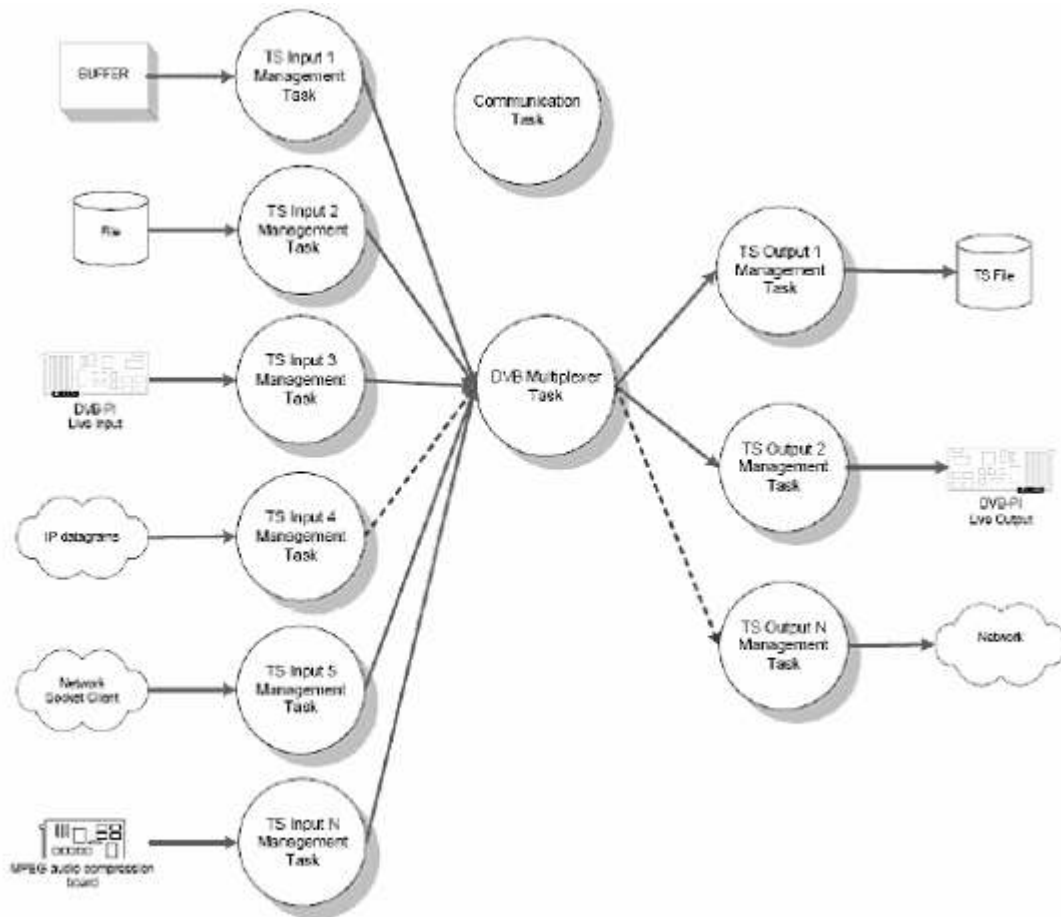 BUFFER
TS Input 1
Management
Task
Communication
Task
File
TS Input 2
Management
Task
TS Output 1
Management
Task
TS File
DVB-PI
Live Input
TS Input 3
Management
Task
DVB Multiplexer
Task
TS Output 2
Management
Task
DVB-PI
Live Output
IP datagrams
TS Input 4
Management
Task
TS Output N
Management
Task
Network
Network
Socket Client
TS Input 5
Management
Task
MPEG audio compression
board
TS Input N
Management
Task